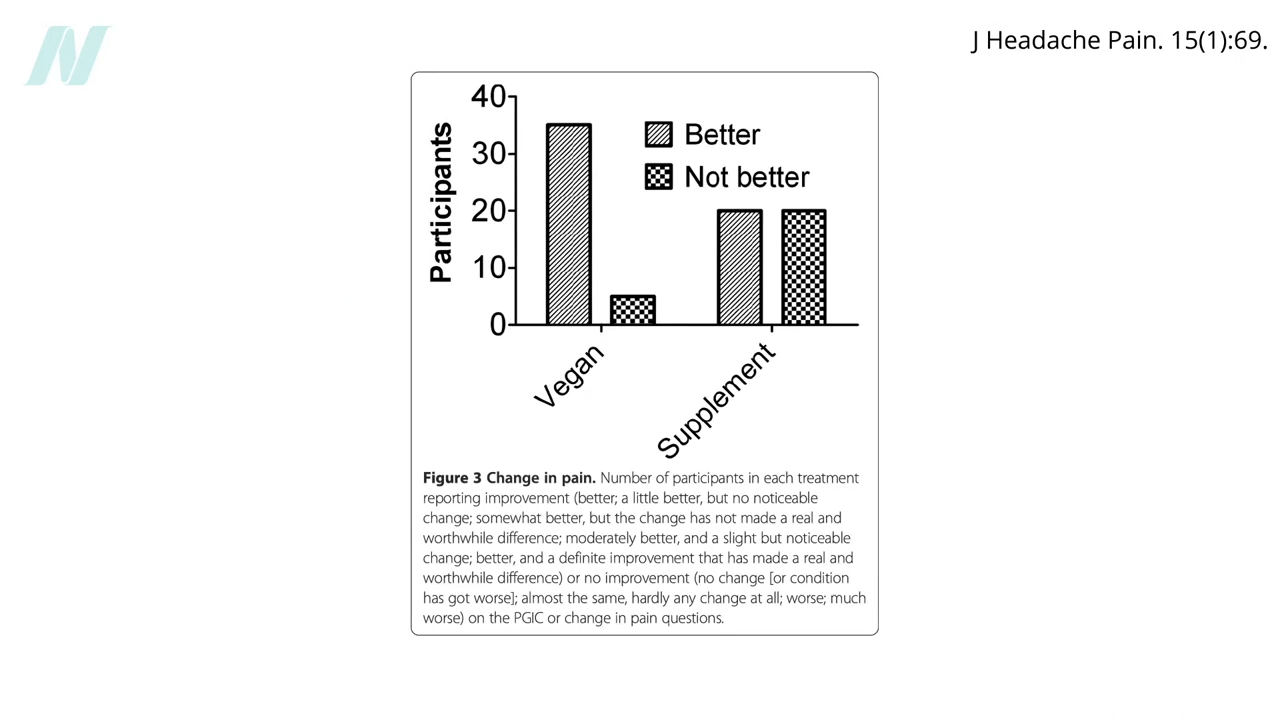 J Headache Pain. 15(1):69.
40
30
20
10
0
Participants
Better
Not better
Vegan
Supplement
Figure 3 Change in pain. Number of participants in each treatment
reporting improvement (better; a little better, but no noticeable
change; somewhat better, but the change has not made a real and
worthwhile difference; moderately better, and a slight but noticeable
change; better, and a definite improvement that has made a real and
worthwhile difference) or no improvement (no change [or condition
has got worse]; almost the same, hardly any change at all; worse; much
worse) on the PGIC or change in pain questions.